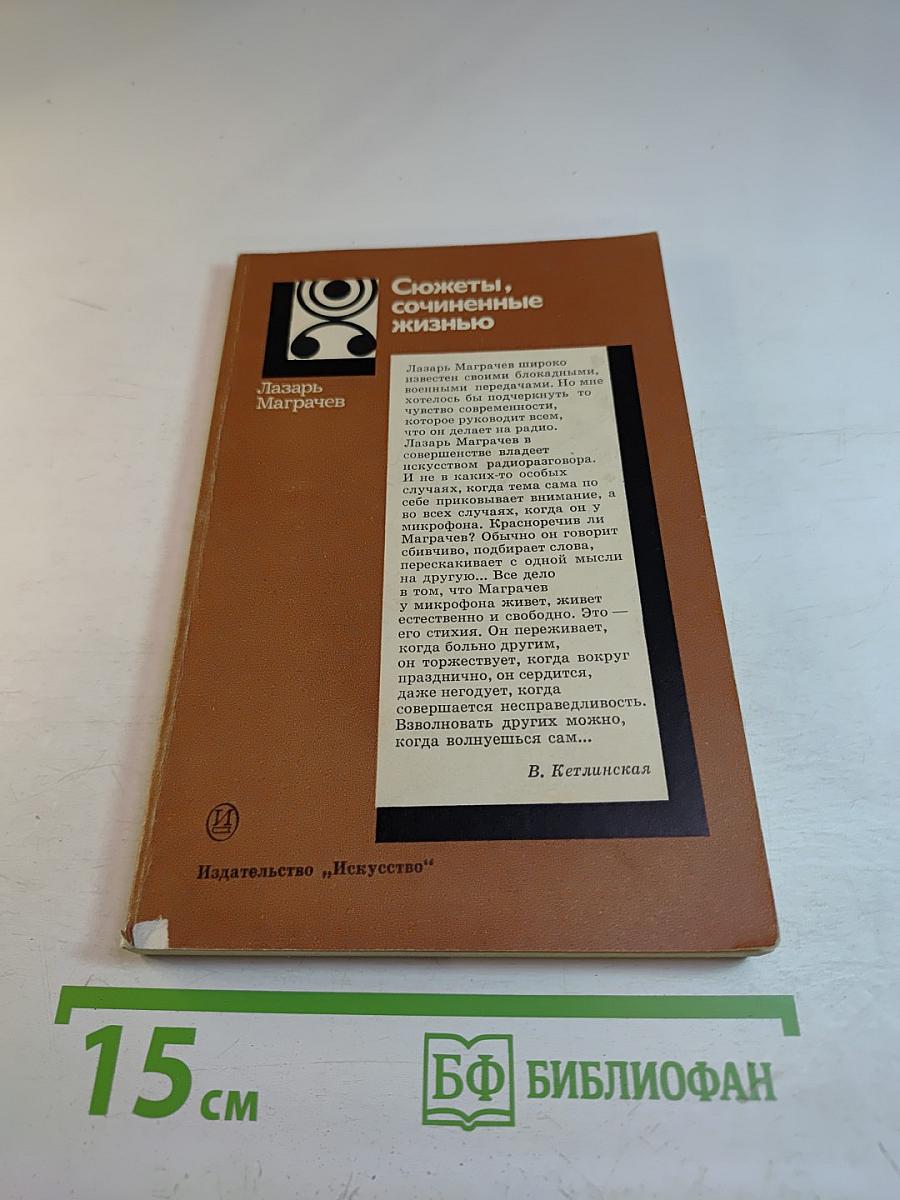 Сюжеты,
сочиненные
жизнью
Лазарь
Маграчев
Лазарь Маграчев широко
известен своими блокадными,
военными передачами. Но мне
хотелось бы подчеркнуть то
чувство современности,
которое руководит всем,
что он делает на радио.
Лазарь Маграчев в
совершенстве владеет
искусством радиоразговора.
И не в каких-то особых
случаях, когда тема сама по
себе приковывает внимание, а
во всех случаях, когда он у
микрофона. Красноречив ли
Маграчев? Обычно он говорит
сбивчиво, подбирает слова,
перескакивает с одной мысли
на другую... Все дело
в том, что Маграчев
у микрофона живет, живет
естественно и свободно. Это —
его стихия. Он переживает,
когда больно другим,
он торжествует, когда вокруг
празднично, он сердится,
даже негодует, когда
совершается несправедливость.
Взволновать других можно,
когда волнуешься сам...
В. Кетлинская
И
Издательство „Искусство“
15 см
БФ БИБЛИОФАН